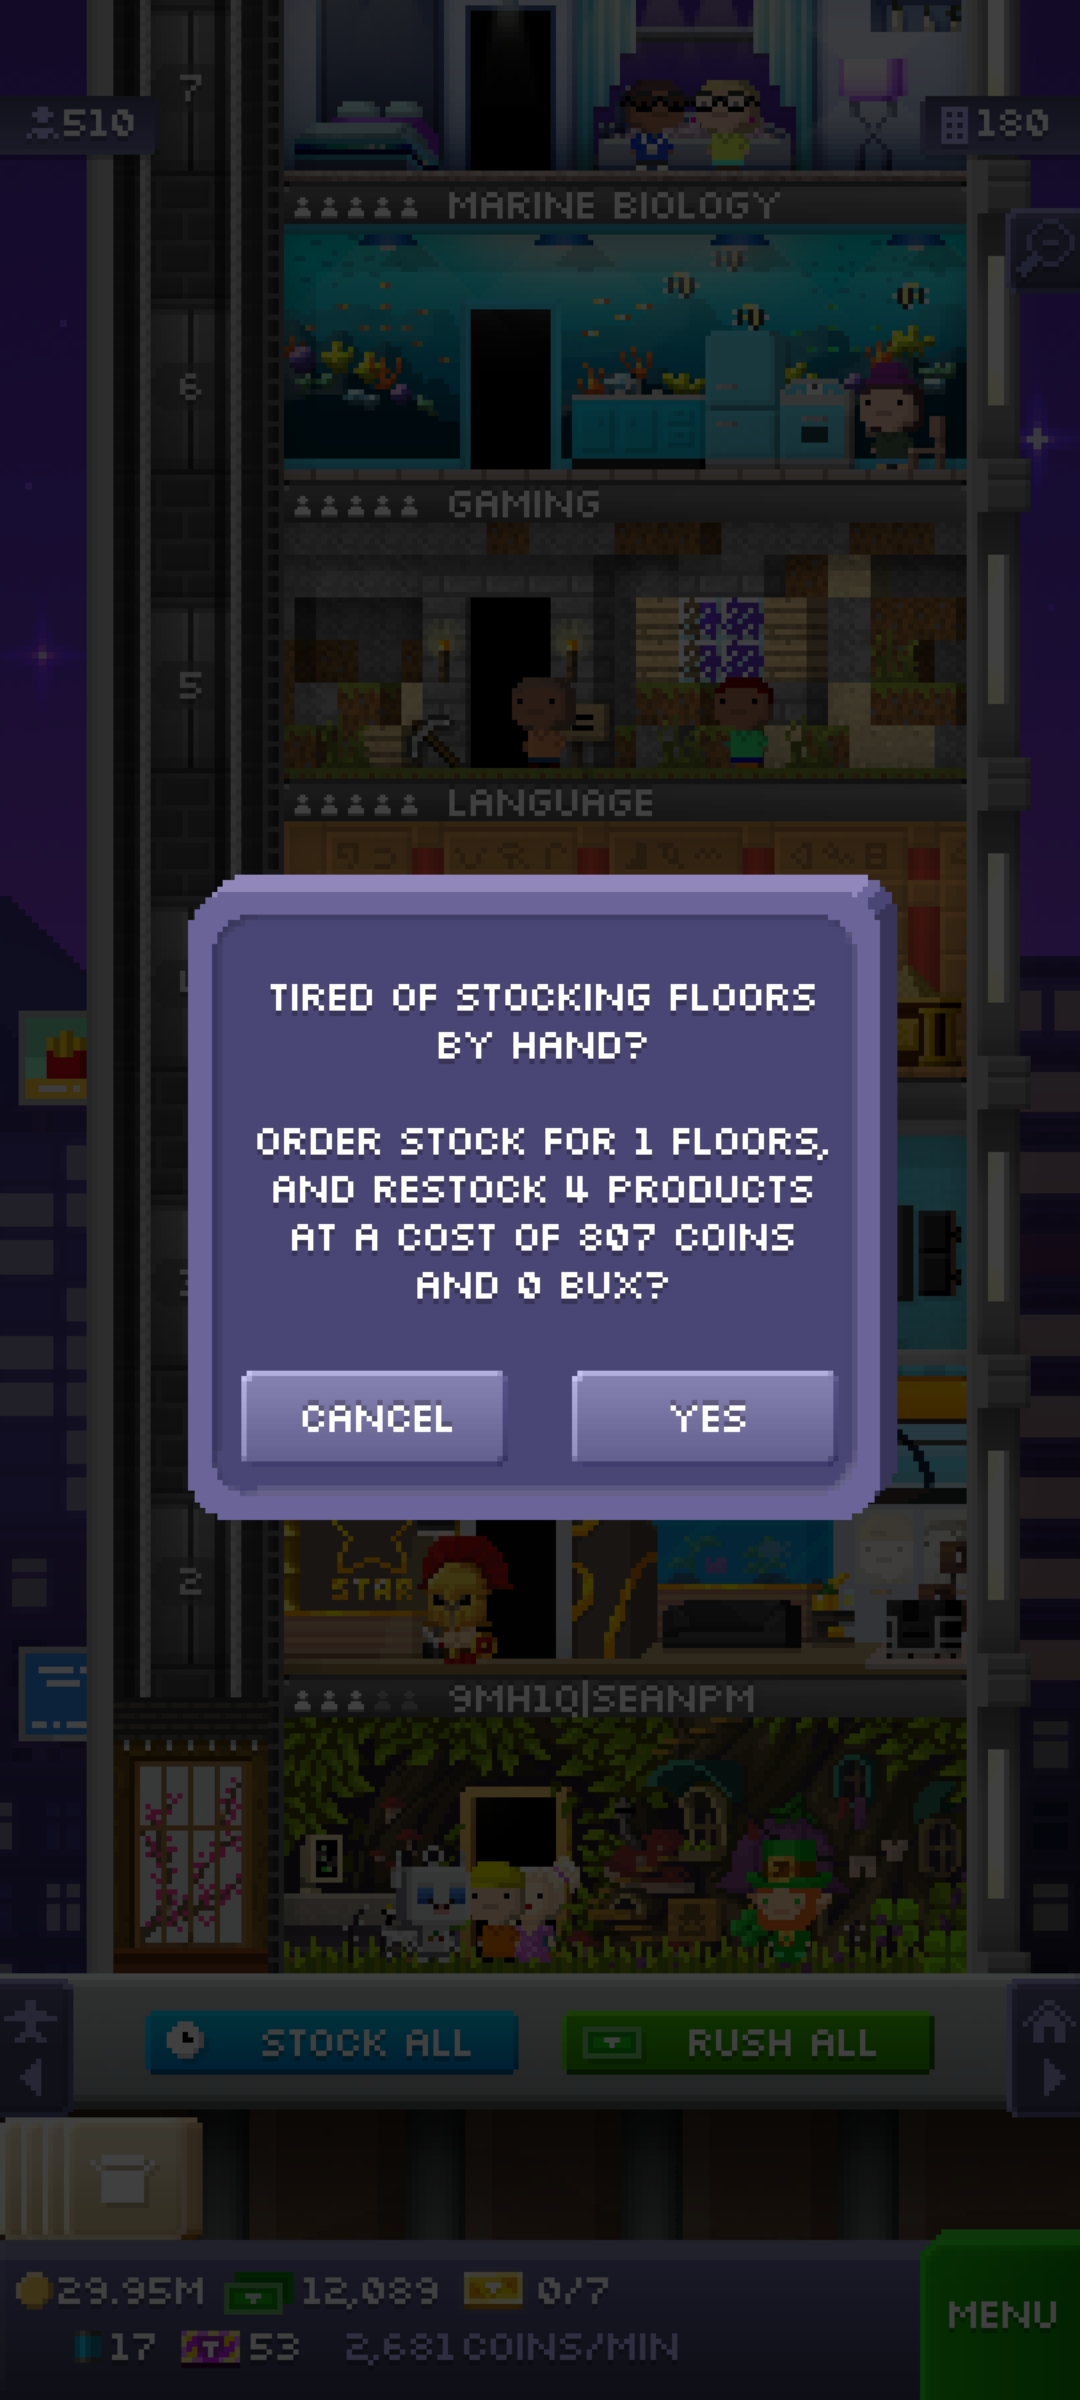 7
510
180
MARINE BIOLOGY
6
GAMING
5
LANGUAGE
TIRED OF STOCKING FLOORS
BY HAND?
ORDER STOCK FOR 1 FLOORS,
AND RESTOCK 4 PRODUCTS
AT A COST OF 807 COINS
AND 0 BUX?
CANCEL
YES
2
STAR
9MH1Q|SEANPM
STOCK ALL
RUSH ALL
29.95M
12,089
0/7
MENU
17
53
2,681COINS/MIN